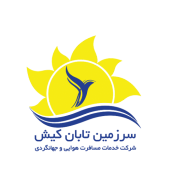 سرزمین تابان کیش
شرکت خدمات مسافرت هوایی و جهانگردی